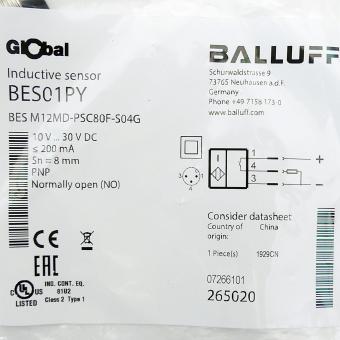 Global
Inductive sensor
BES01PY
BES M12MD-PSC80F-S04G
10 V... 30 V DC
≤ 200 mA
Sn = 8 mm
PNP
Normally open (NO)
CE
EAC
C UL US
LISTED
IND. CONT. EQ.
81U2
Class 2 Type 1
BALLUFF
Schurwaldstrasse 9
73765 Neuhausen a.d.F.
Germany
Phone +49 7158 173-0
www.balluff.com
1
4
3
+
−
Consider datasheet
Country of origin: China
1 Piece(s) 1929CN
07266101
265020